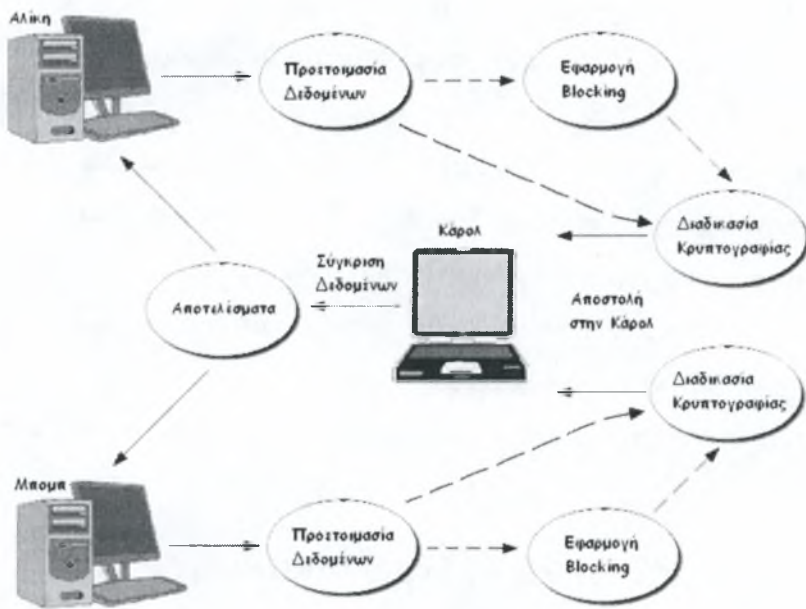 Αλίκη
Προετοιμασία
Δεδομένων
Εφαρμογή
Blocking
Διαδικασία
Κρυπτογραφίας
Κάρολ
Σύγκριση
Δεδομένων
Αποτελέσματα
Αποστολή
στην Κάρολ
Διαδικασία
Κρυπτογραφίας
Μπομπ
Προετοιμασία
Δεδομένων
Εφαρμογή
Blocking